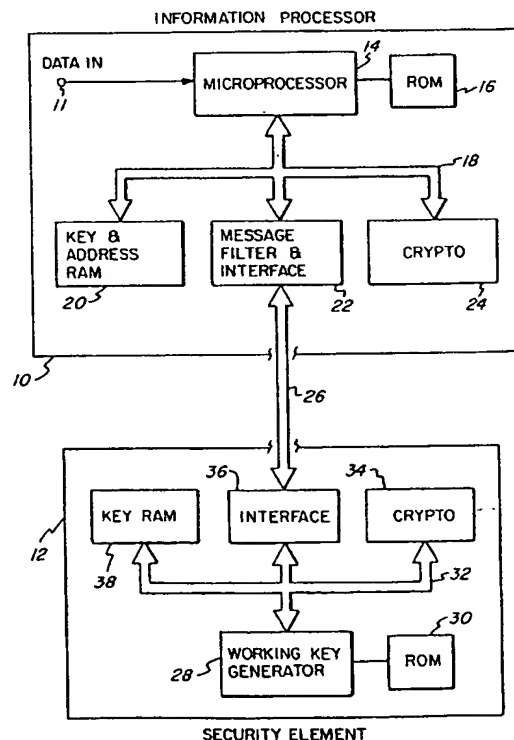 INFORMATION PROCESSOR
DATA IN
11
14
MICROPROCESSOR
ROM
16
18
KEY &
ADDRESS
RAM
20
MESSAGE
FILTER &
INTERFACE
22
CRYPTO
24
10
26
36
34
12
KEY RAM
38
INTERFACE
CRYPTO
32
30
28
WORKING KEY
GENERATOR
ROM
SECURITY ELEMENT